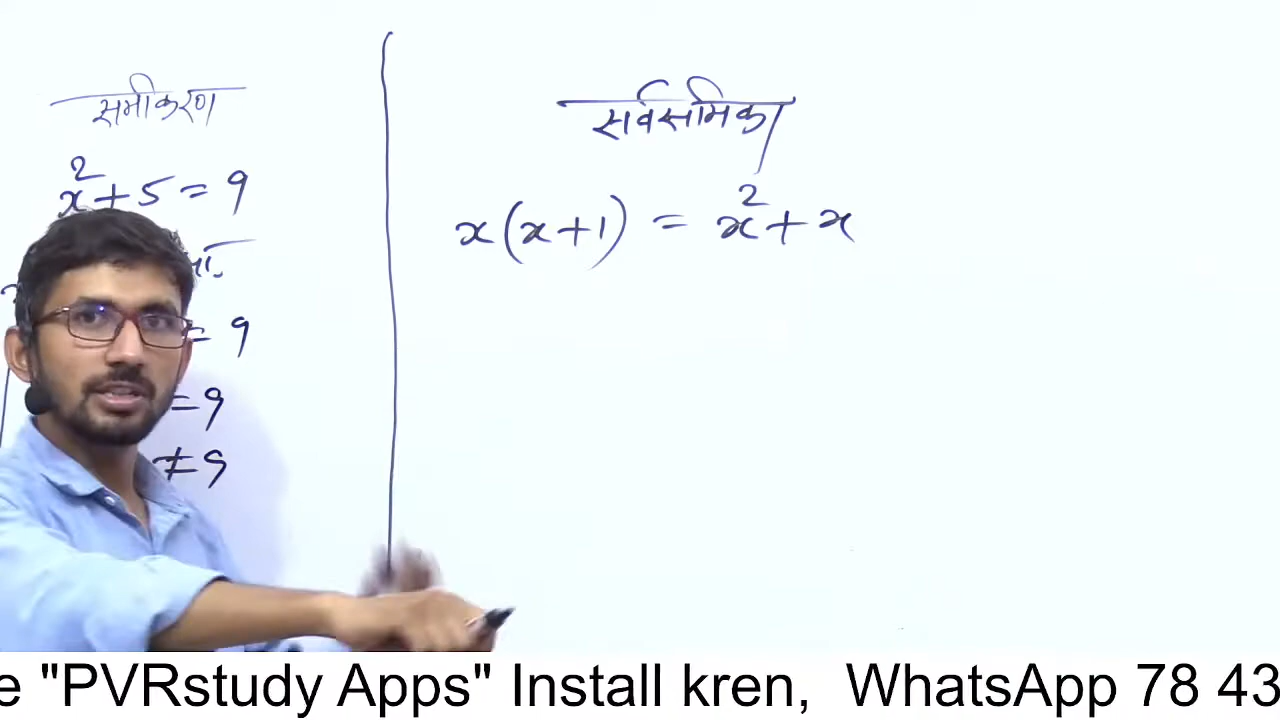 समीकरण
x² + 5 = 9
= 9
= 9
≠ 9
सर्वसमिका
x(x+1) = x² + x
e "PVRstudy Apps" Install kren, WhatsApp 78 43